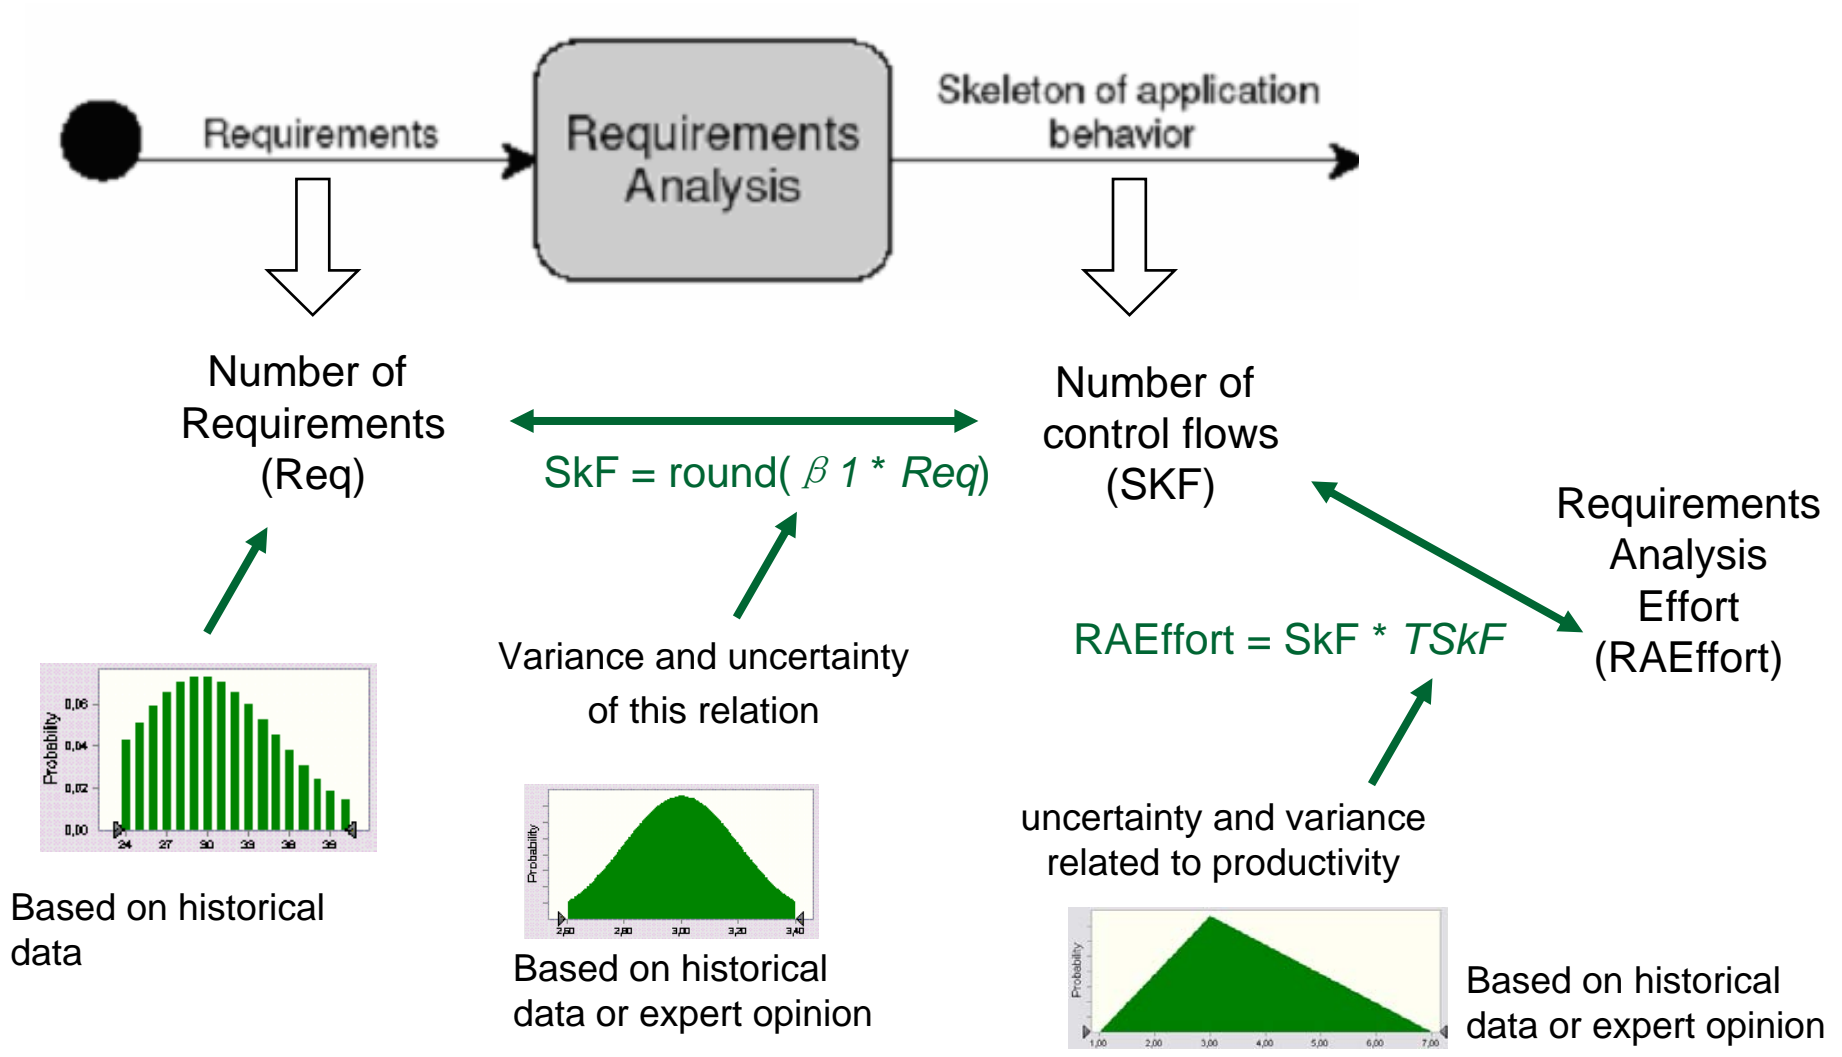 Requirements
Requirements
Analysis
Skeleton of application
behavior
Number of
Requirements
(Req)
SkF = round( β 1 * Req)
Number of
control flows
(SKF)
Requirements
Analysis
Effort
(RAEffort)
RAEffort = SkF * TSkF
Variance and uncertainty
of this relation
uncertainty and variance
related to productivity
Probability
0,06
0,04
0,02
0,00
24 27 30 33 36 39
Based on historical
data
Probability
2,60 2,80 3,00 3,20 3,40
Based on historical
data or expert opinion
Probability
1,00 2,00 3,00 4,00 5,00 6,00 7,00
Based on historical
data or expert opinion